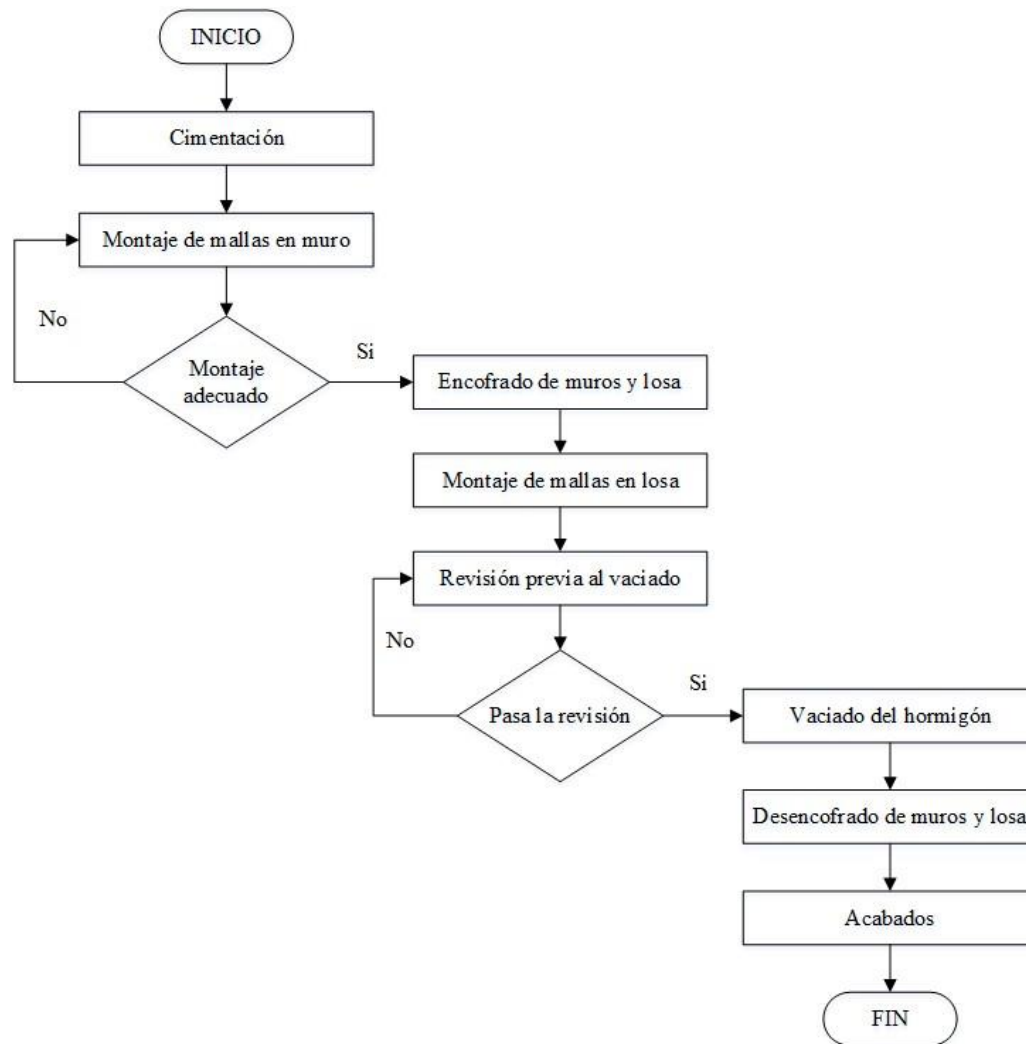 INICIO
Cimentación
Montaje de mallas en muro
No
Montaje
adecuado
Si
Encofrado de muros y losa
Montaje de mallas en losa
Revisión previa al vaciado
No
Pasa la revisión
Si
Vaciado del hormigón
Desencofrado de muros y losa
Acabados
FIN